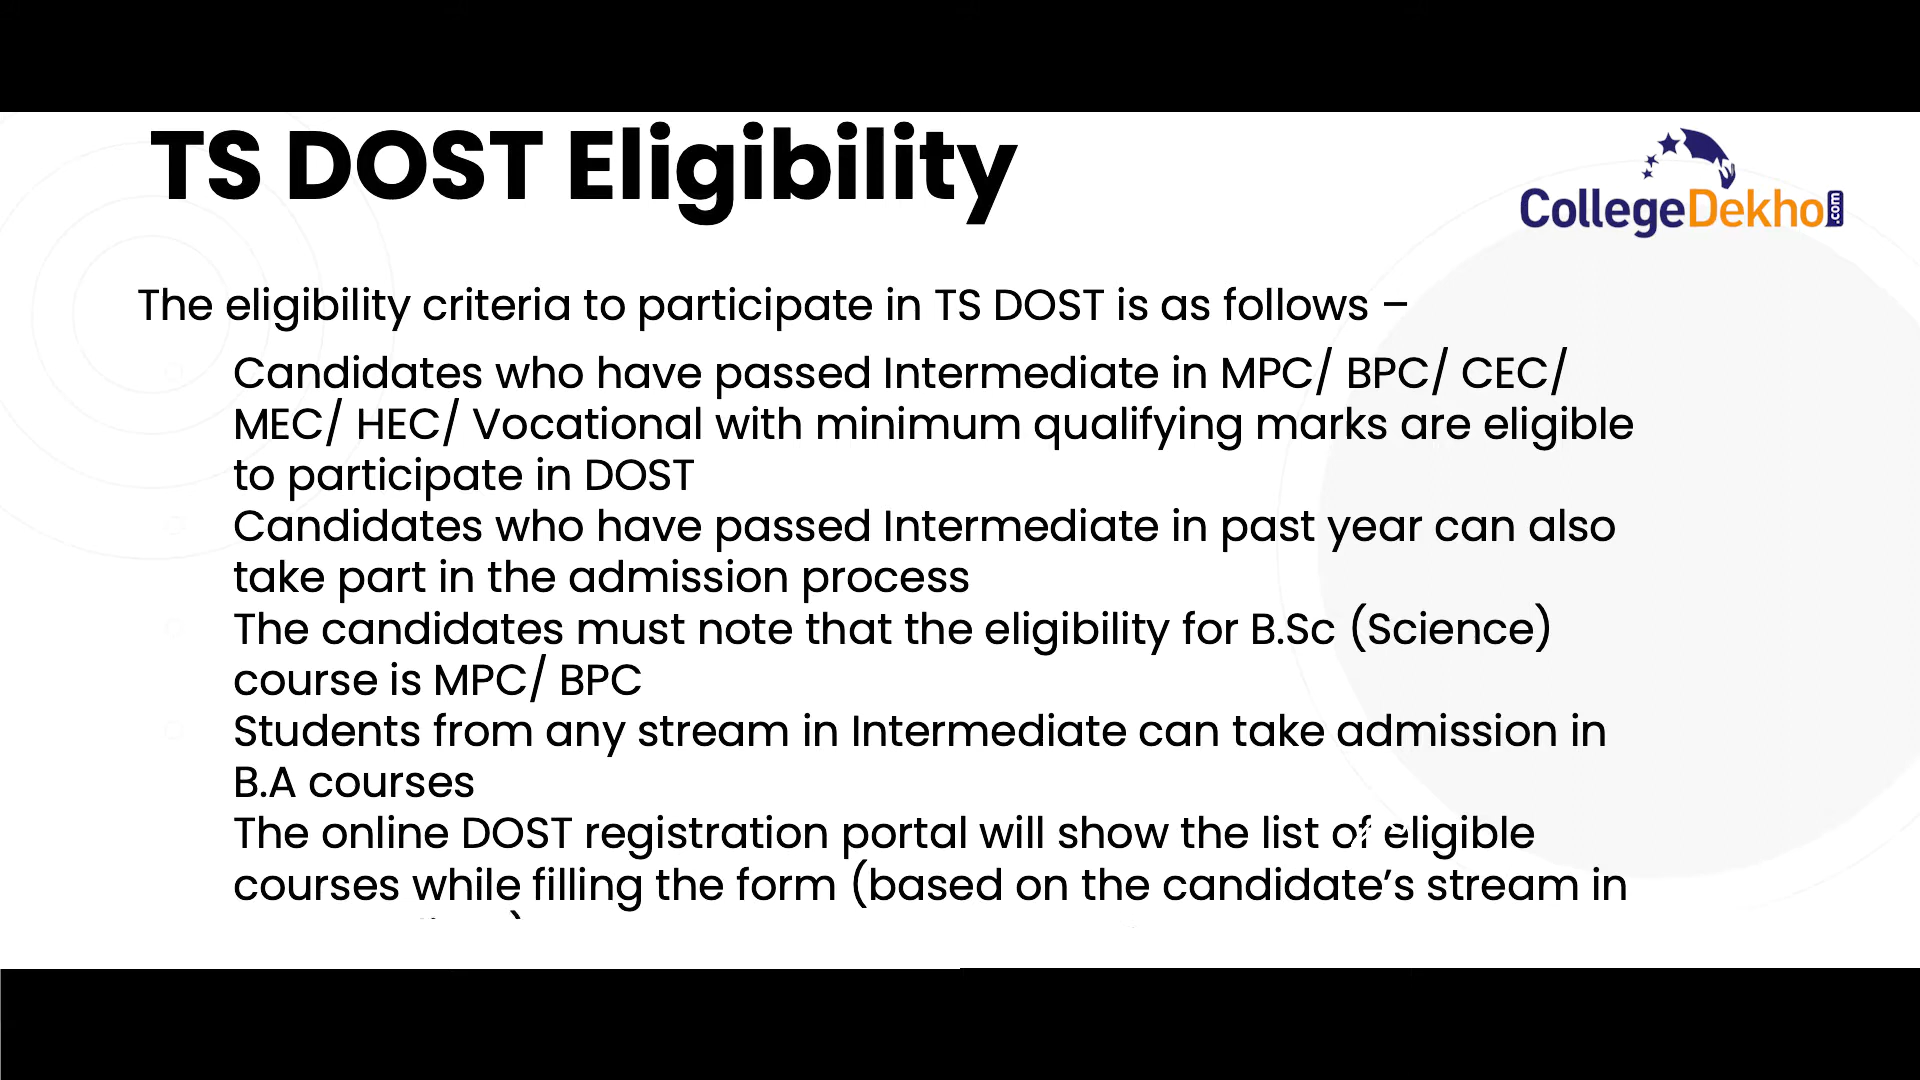 TS DOST Eligibility
CollegeDekho.com
The eligibility criteria to participate in TS DOST is as follows –
Candidates who have passed Intermediate in MPC/ BPC/ CEC/
MEC/ HEC/ Vocational with minimum qualifying marks are eligible
to participate in DOST
Candidates who have passed Intermediate in past year can also
take part in the admission process
The candidates must note that the eligibility for B.Sc (Science)
course is MPC/ BPC
Students from any stream in Intermediate can take admission in
B.A courses
The online DOST registration portal will show the list of eligible
courses while filling the form (based on the candidate’s stream in